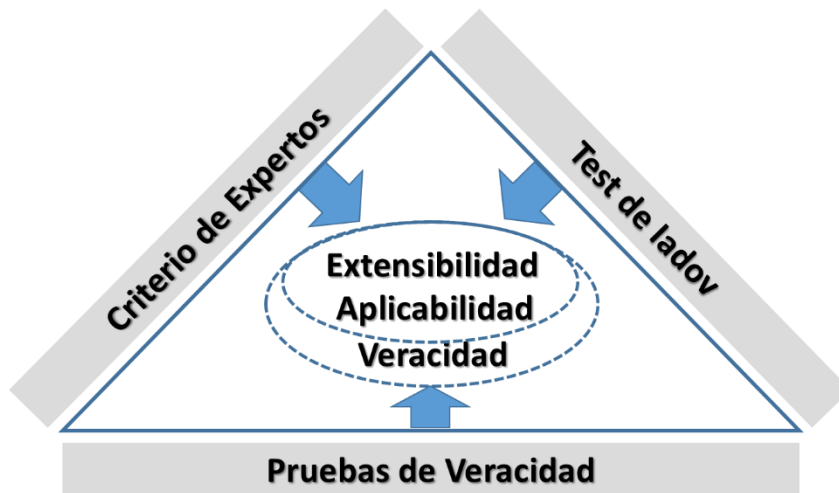 Criterio de Expertos
Test de Iadov
Extensibilidad
Aplicabilidad
Veracidad
Pruebas de Veracidad